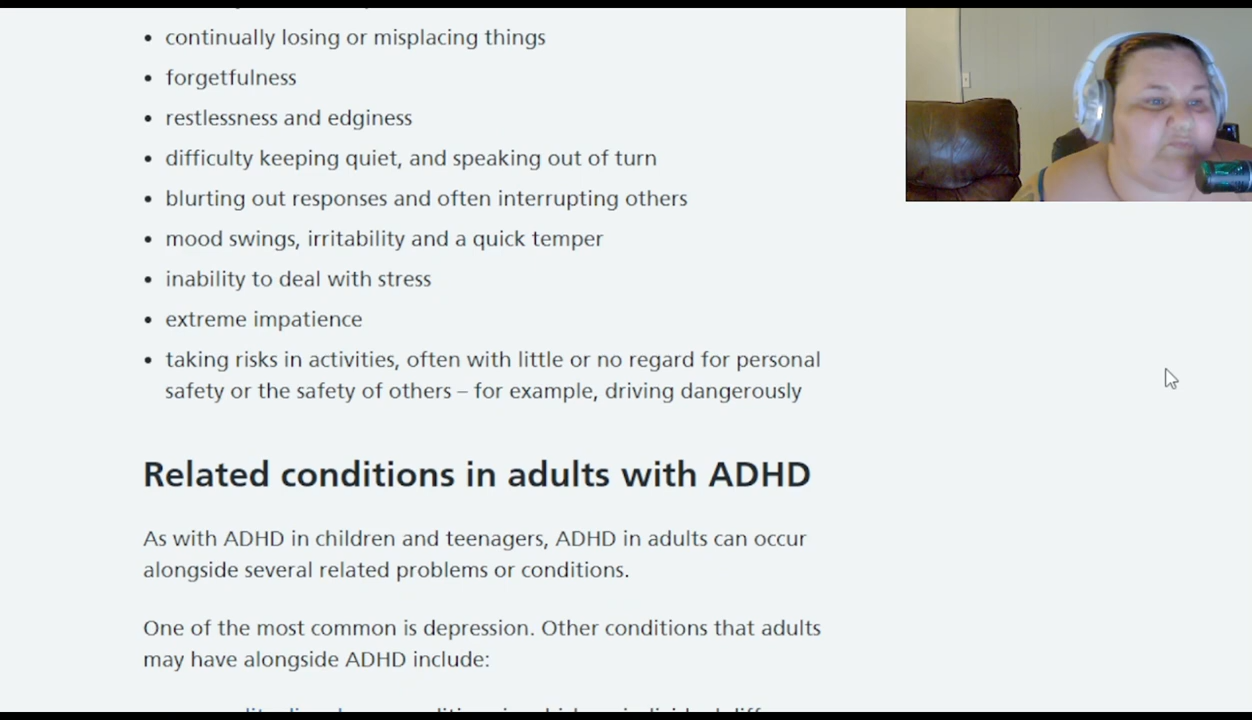 • continually losing or misplacing things
• forgetfulness
• restlessness and edginess
• difficulty keeping quiet, and speaking out of turn
• blurting out responses and often interrupting others
• mood swings, irritability and a quick temper
• inability to deal with stress
• extreme impatience
• taking risks in activities, often with little or no regard for personal
safety or the safety of others – for example, driving dangerously
Related conditions in adults with ADHD
As with ADHD in children and teenagers, ADHD in adults can occur
alongside several related problems or conditions.
One of the most common is depression. Other conditions that adults
may have alongside ADHD include: